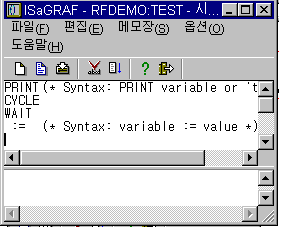 ISaGRAF - RFDEMO:TEST - 시...
파일(F) 편집(E) 메모장(S) 옵션(O)
도움말(H)
PRINT (* Syntax: PRINT variable or 't
CYCLE
WAIT
:= (* Syntax: variable := value *)